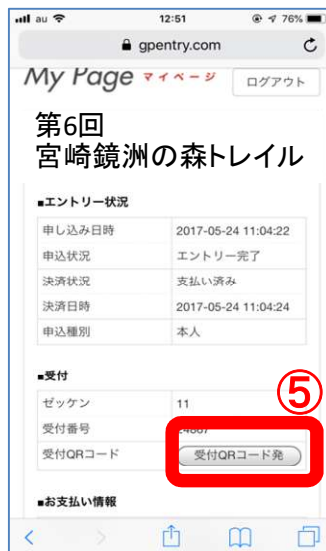 au 12:51 76%
gpentry.com
My Page マイページ ログアウト
第6回
宮崎鏡洲の森トレイル
■エントリー状況
申し込み日時 2017-05-24 11:04:22
申込状況 エントリー完了
決済状況 支払い済み
決済日時 2017-05-24 11:04:24
申込種別 本人
■受付
⑤
ゼッケン 11
受付番号
受付QRコード 受付QRコード発
■お支払い情報